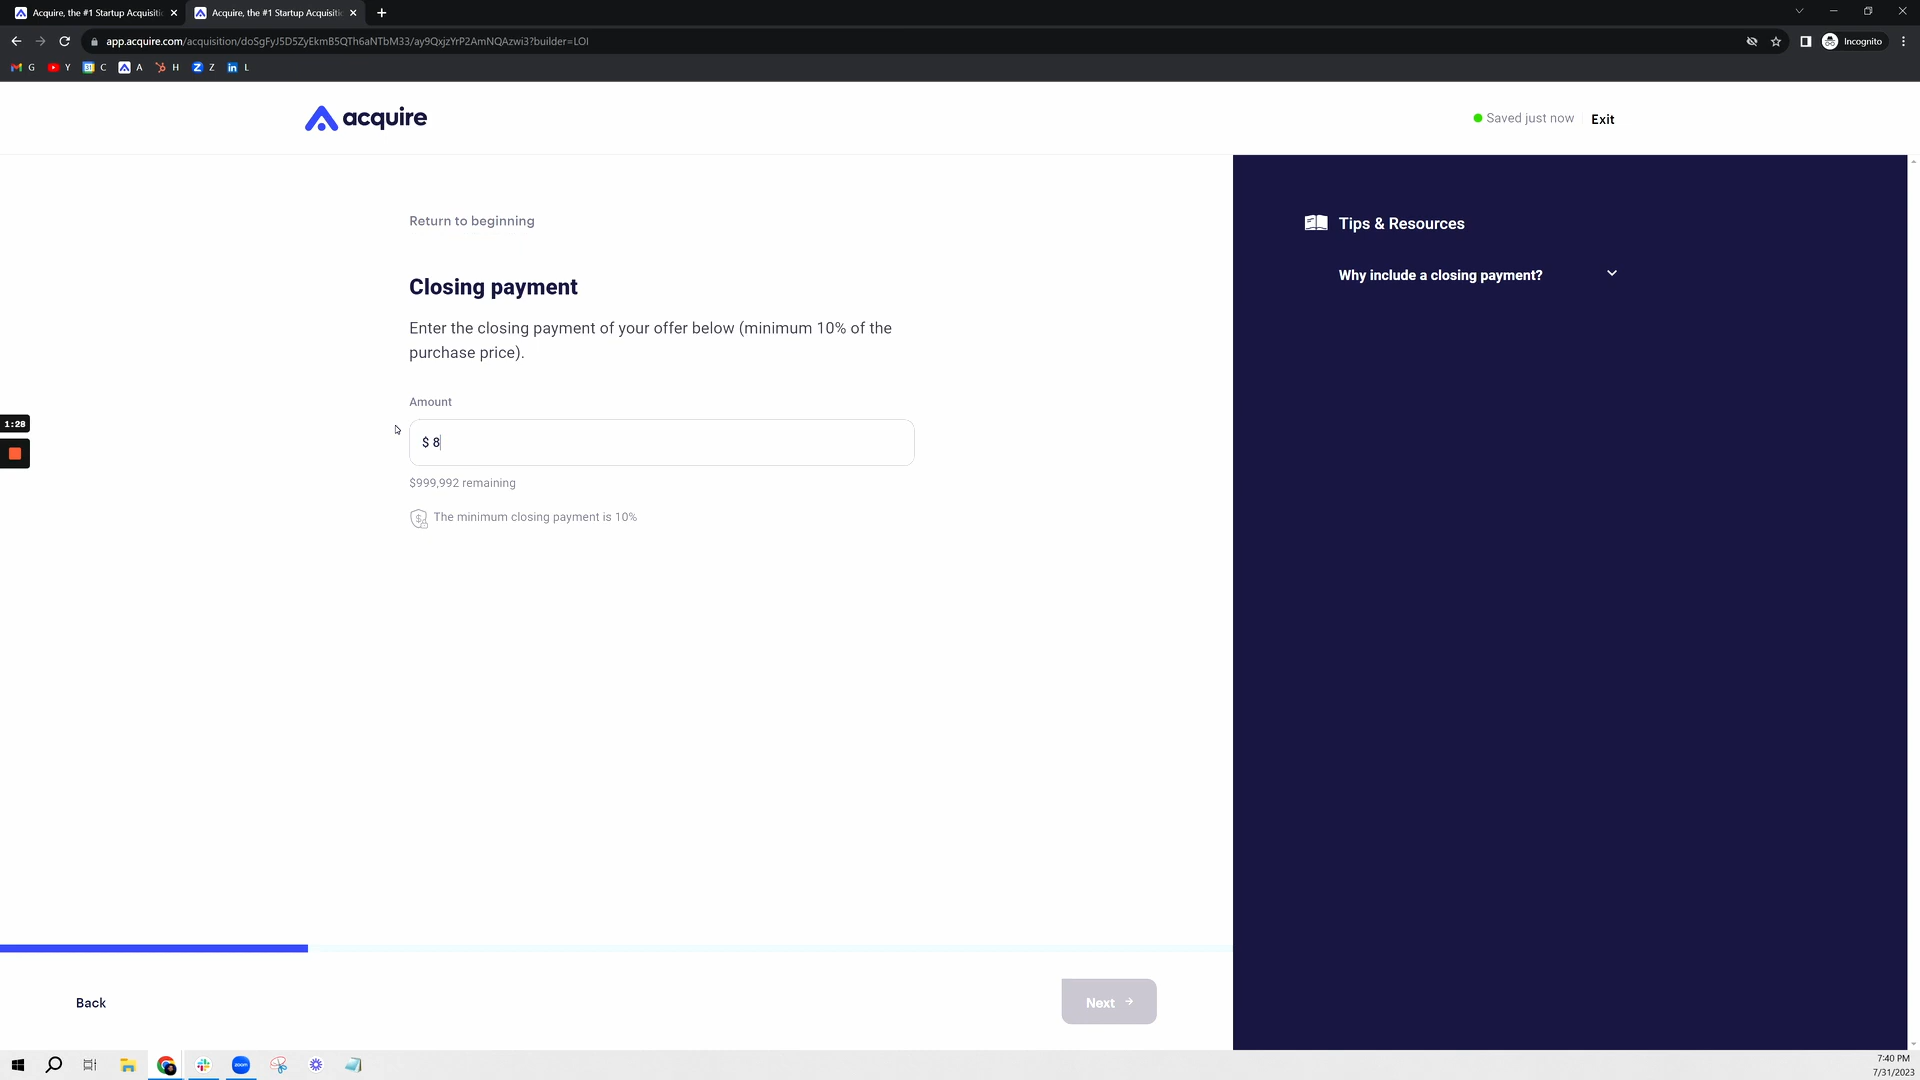 Acquire, the #1 Startup Acquisiti
Acquire, the #1 Startup Acquisiti
app.acquire.com/acquisition/doSgFyJ5D5ZyEkmB5QTh6aNTbM33/ay9QxjzYrP2AmNQAzwi3?builder=LOI
Incognito
G Y C A H Z L
acquire
Saved just now
Exit
Return to beginning
Tips & Resources
Why include a closing payment?
Closing payment
Enter the closing payment of your offer below (minimum 10% of the
purchase price).
Amount
$ 8
$999,992 remaining
The minimum closing payment is 10%
1:28
Back
Next
zoom
7:40 PM
7/31/2023